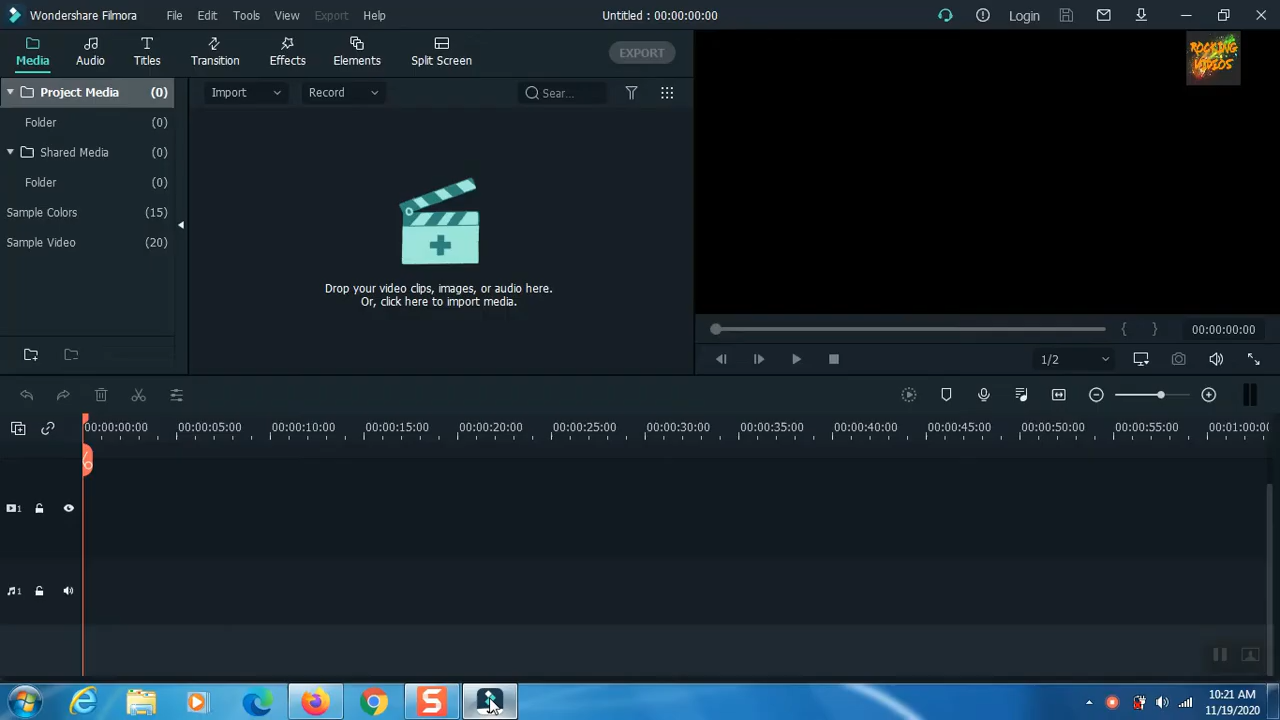 Wondershare Filmora
File
Edit
Tools
View
Export
Help
Untitled : 00:00:00:00
Login
Media
Audio
Titles
Transition
Effects
Elements
Split Screen
EXPORT
ROCKING
VIDEOS
Project Media (0)
Folder (0)
Shared Media (0)
Folder (0)
Sample Colors (15)
Sample Video (20)
Import
Record
Sear...
Drop your video clips, images, or audio here.
Or, click here to import media.
00:00:00:00
1/2
00:00:00:00
00:00:05:00
00:00:10:00
00:00:15:00
00:00:20:00
00:00:25:00
00:00:30:00
00:00:35:00
00:00:40:00
00:00:45:00
00:00:50:00
00:00:55:00
00:01:00:00
1
1
S
10:21 AM
11/19/2020